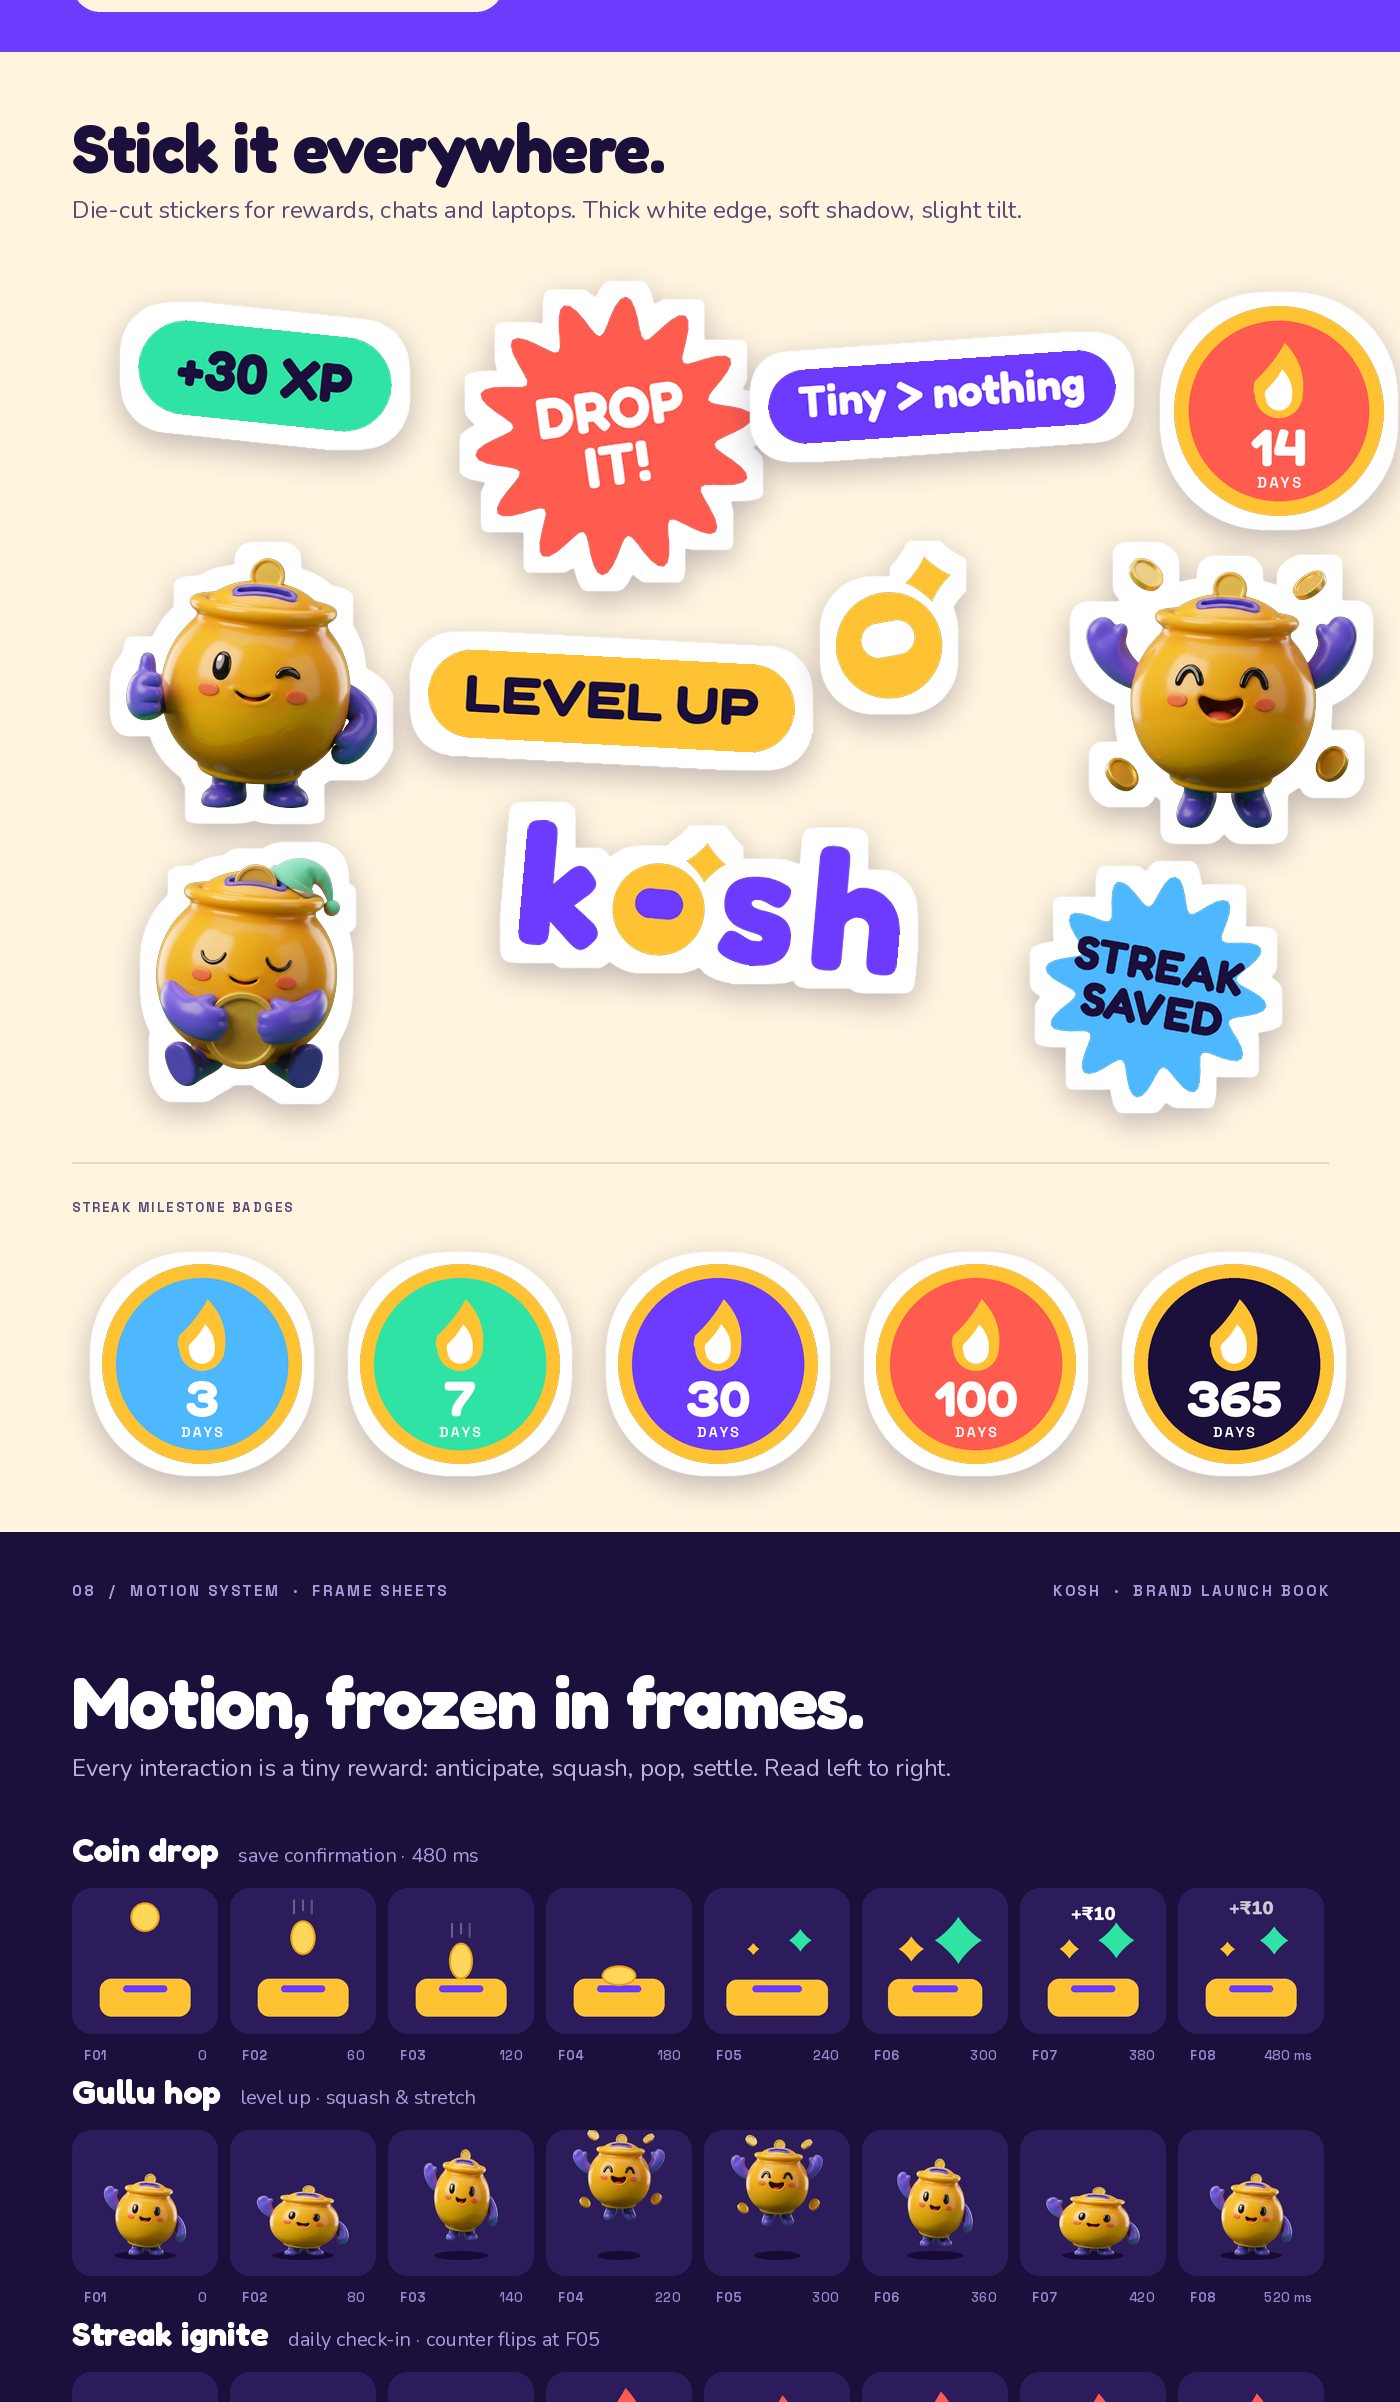 Stick it everywhere.
Die-cut stickers for rewards, chats and laptops. Thick white edge, soft shadow, slight tilt.
+30 XP
DROP
IT!
Tiny > nothing
14
DAYS
LEVEL UP
kosh
STREAK
SAVED
STREAK MILESTONE BADGES
3
DAYS
7
DAYS
30
DAYS
100
DAYS
365
DAYS
08 / MOTION SYSTEM · FRAME SHEETS
KOSH · BRAND LAUNCH BOOK
Motion, frozen in frames.
Every interaction is a tiny reward: anticipate, squash, pop, settle. Read left to right.
Coin drop save confirmation · 480 ms
+₹10
+₹10
F01 0 F02 60 F03 120 F04 180 F05 240 F06 300 F07 380 F08 480 ms
Gullu hop level up · squash & stretch
F01 0 F02 80 F03 140 F04 220 F05 300 F06 360 F07 420 F08 520 ms
Streak ignite daily check-in · counter flips at F05